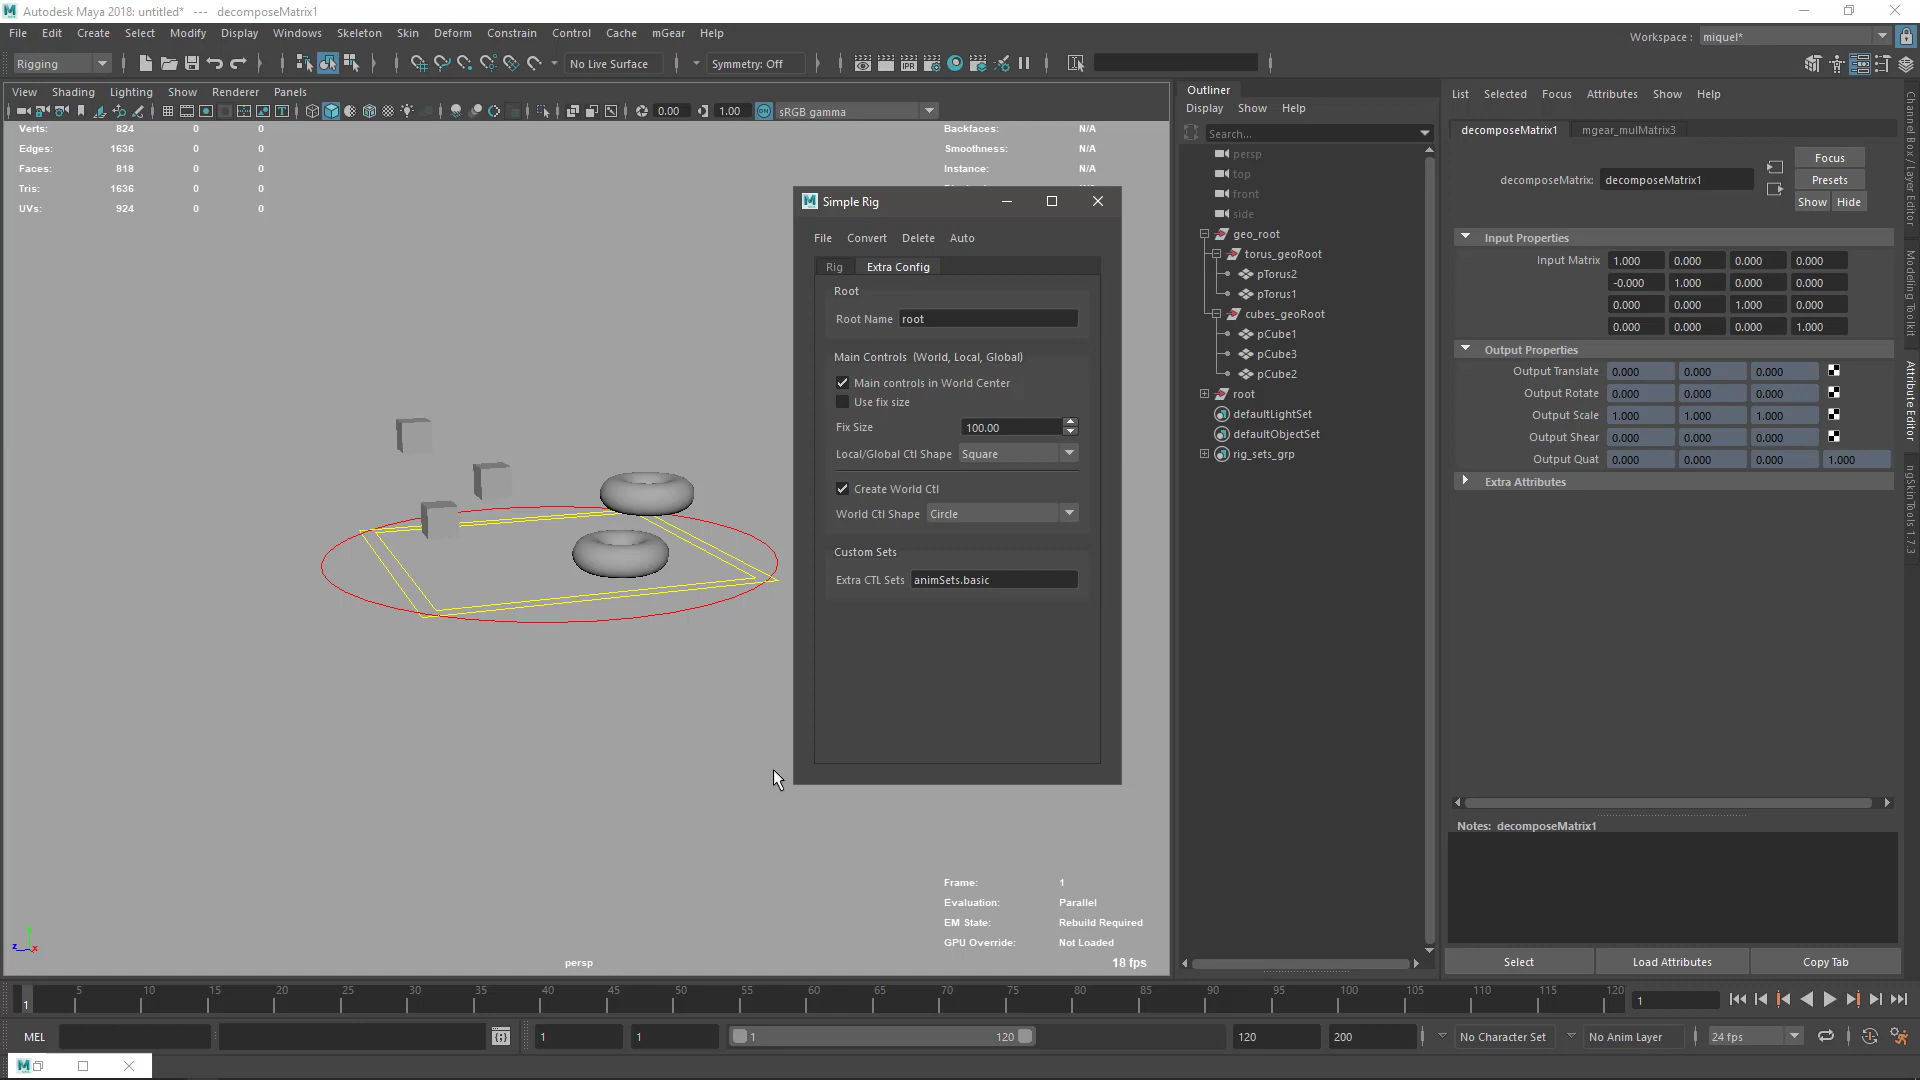 Autodesk Maya 2018: untitled*   ---   decomposeMatrix1
File Edit Create Select Modify Display Windows Skeleton Skin Deform Constrain Control Cache mGear Help
Workspace : miquel*
Rigging No Live Surface Symmetry: Off
View Shading Lighting Show Renderer Panels
0.00 1.00 sRGB gamma
Verts: 824 0 0
Edges: 1636 0 0
Faces: 818 0 0
Tris: 1636 0 0
UVs: 924 0 0
Backfaces: N/A
Smoothness: N/A
Instance: N/A
Simple Rig
File Convert Delete Auto
Rig Extra Config
Root
Root Name root
Main Controls (World, Local, Global)
Main controls in World Center
Use fix size
Fix Size 100.00
Local/Global Ctl Shape Square
Create World Ctl
World Ctl Shape Circle
Custom Sets
Extra CTL Sets animSets.basic
Frame: 1
Evaluation: Parallel
EM State: Rebuild Required
GPU Override: Not Loaded
persp
18 fps
Outliner
Display Show Help
Search...
persp
top
front
side
geo_root
torus_geoRoot
pTorus2
pTorus1
cubes_geoRoot
pCube1
pCube3
pCube2
root
defaultLightSet
defaultObjectSet
rig_sets_grp
List Selected Focus Attributes Show Help
decomposeMatrix1 mgear_mulMatrix3
Focus
decomposeMatrix: decomposeMatrix1 Presets
Show Hide
Input Properties
Input Matrix 1.000 0.000 0.000 0.000
-0.000 1.000 0.000 0.000
0.000 0.000 1.000 0.000
0.000 0.000 0.000 1.000
Output Properties
Output Translate 0.000 0.000 0.000
Output Rotate 0.000 0.000 0.000
Output Scale 1.000 1.000 1.000
Output Shear 0.000 0.000 0.000
Output Quat 0.000 0.000 0.000 1.000
Extra Attributes
Notes: decomposeMatrix1
Select Load Attributes Copy Tab
Channel Box / Layer Editor
Modeling Toolkit
Attribute Editor
ngSkinTools 1.7.3
5 10 15 20 25 30 35 40 45 50 55 60 65 70 75 80 85 90 95 100 105 110 115 120
1
1
MEL
1 1 1 120 120 200 No Character Set No Anim Layer 24 fps